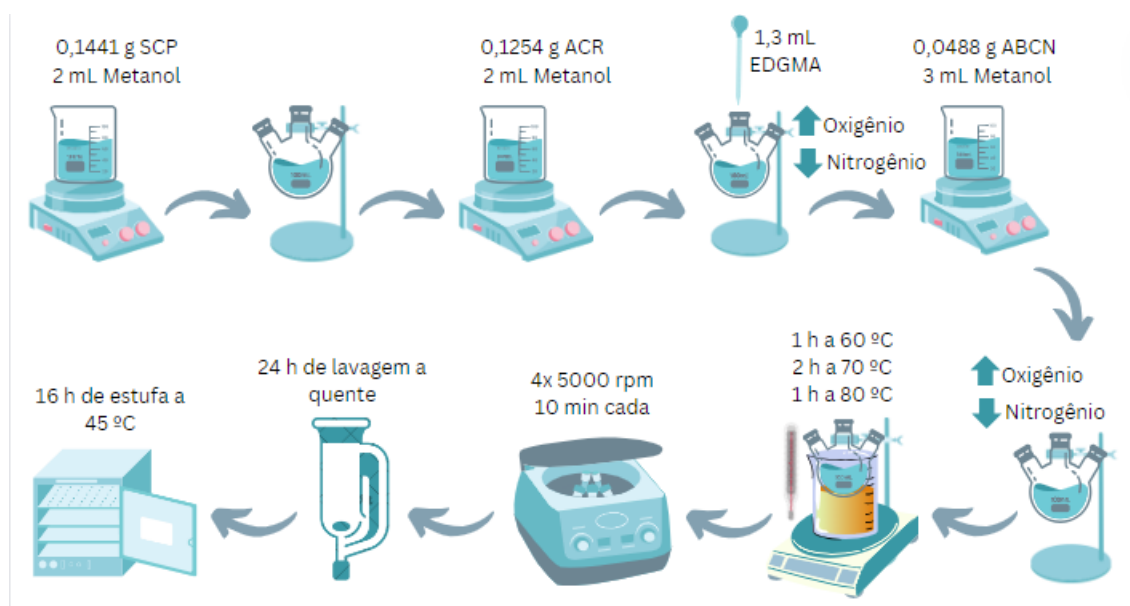 0,1441 g SCP
2 mL Metanol
0,1254 g ACR
2 mL Metanol
1,3 mL
EDGMA
Oxigênio
Nitrogênio
0,0488 g ABCN
3 mL Metanol
Oxigênio
Nitrogênio
1 h a 60 ºC
2 h a 70 ºC
1 h a 80 ºC
4x 5000 rpm
10 min cada
24 h de lavagem a
quente
16 h de estufa a
45 ºC